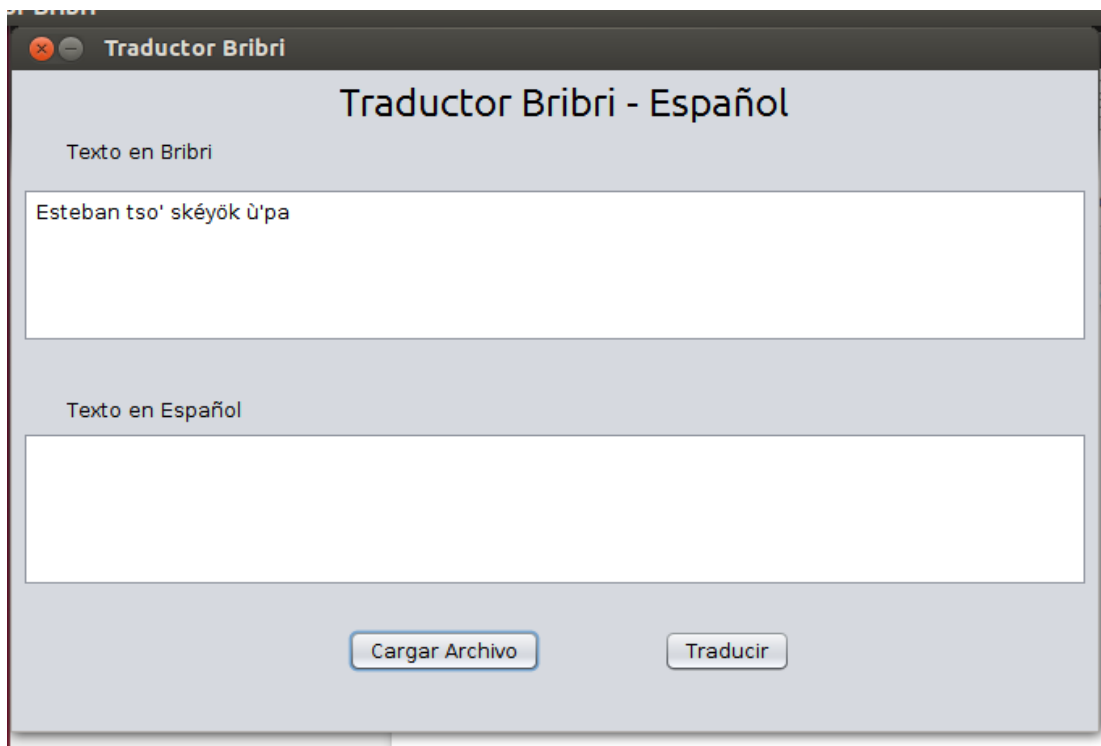 Traductor Bribri
Traductor Bribri - Español
Texto en Bribri
Esteban tso' skéyök ù'pa
Texto en Español
Cargar Archivo
Traducir